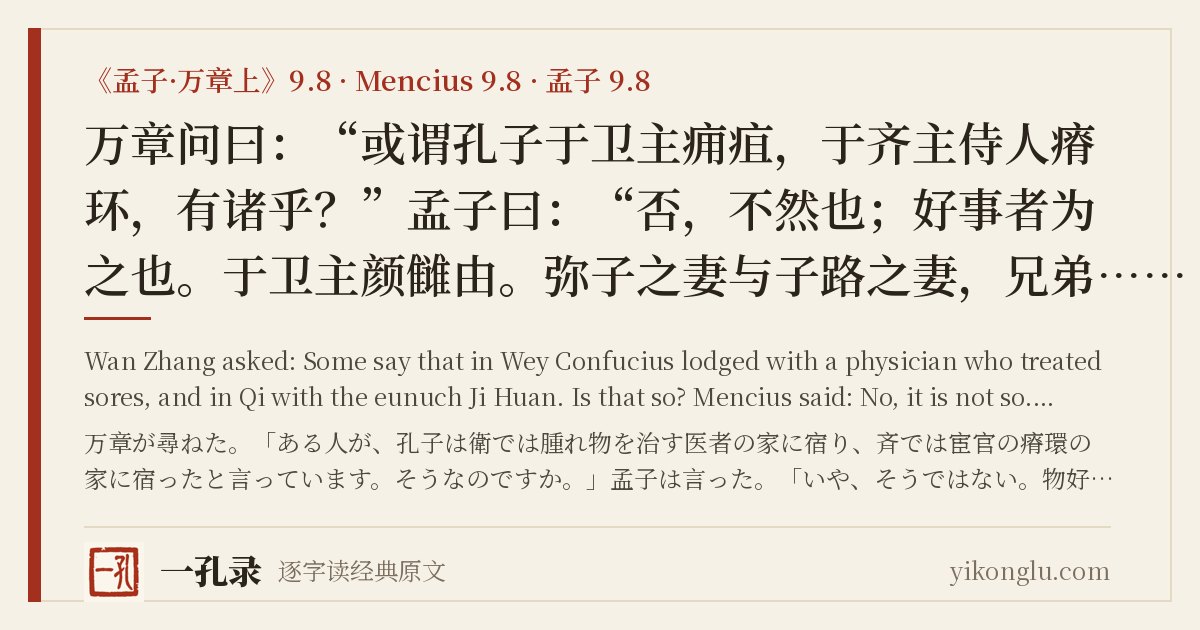 《孟子·万章上》9.8 · Mencius 9.8 · 孟子 9.8
万章问曰：“或谓孔子于卫主痈疽，于齐主侍人瘠
环，有诸乎？”孟子曰：“否，不然也；好事者为
之也。于卫主颜雠由。弥子之妻与子路之妻，兄弟……
Wan Zhang asked: Some say that in Wey Confucius lodged with a physician who treated
sores, and in Qi with the eunuch Ji Huan. Is that so? Mencius said: No, it is not so....
万章が尋ねた。「ある人が、孔子は衛では腫れ物を治す医者の家に宿り、斉では宦官の瘠環の
家に宿ったと言っています。そうなのですか。」孟子は言った。「いや、そうではない。物好…
一孔
一孔录 逐字读经典原文 yikonglu.com